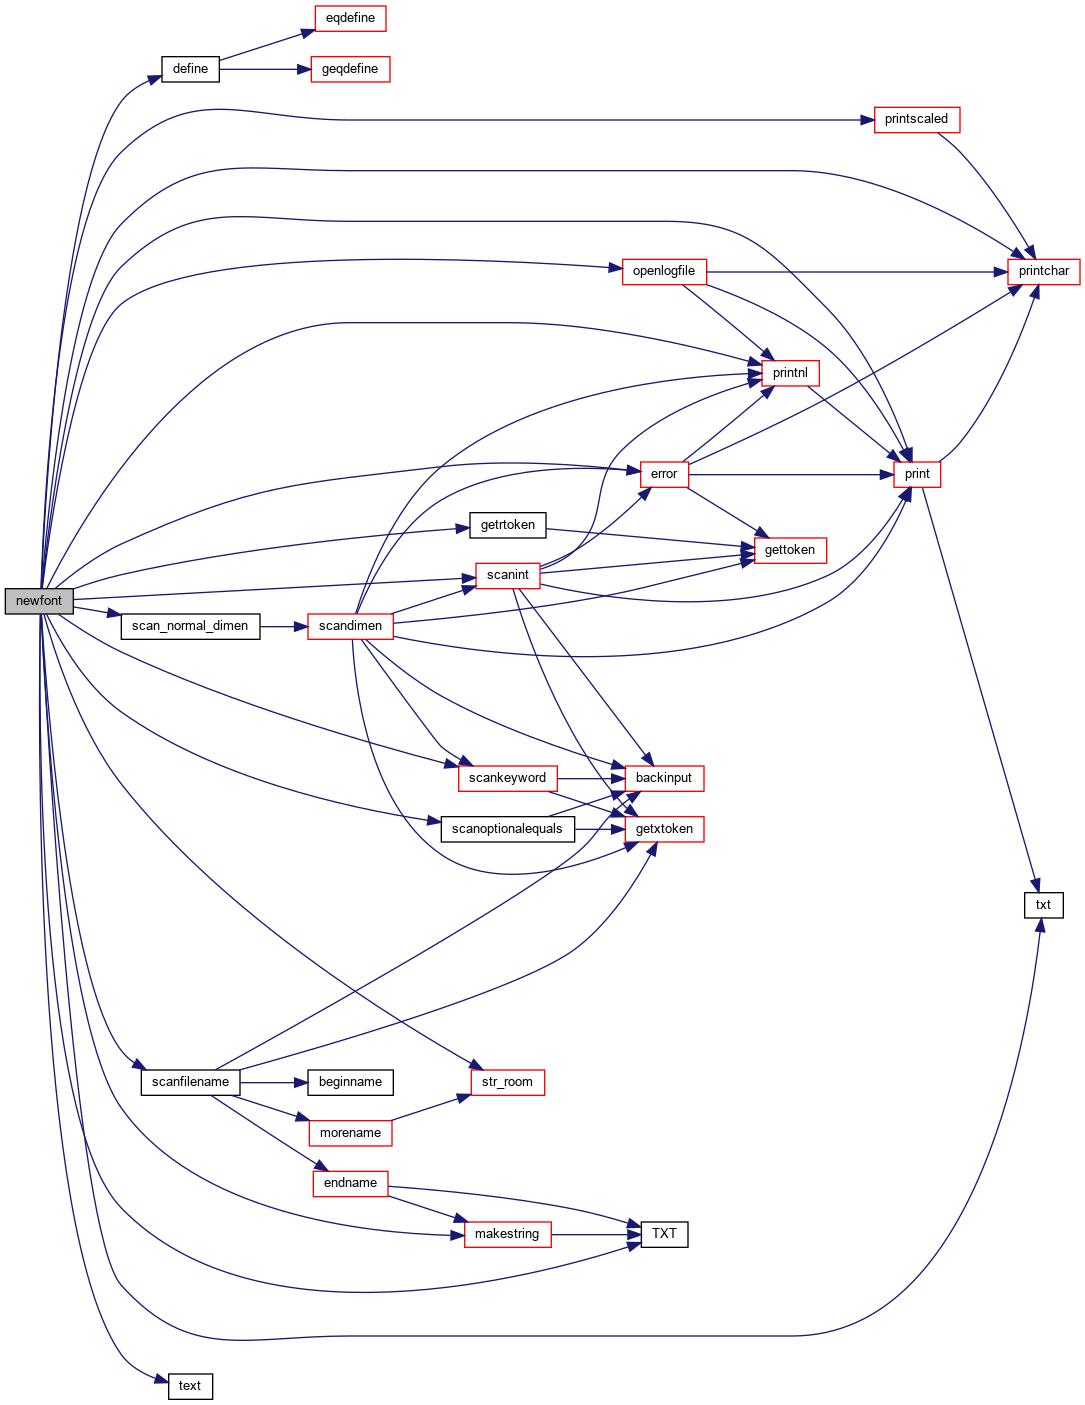 eqdefine
define
geqdefine
printscaled
openlogfile
printchar
printnl
error
print
getrtoken
gettoken
scanint
newfont
scan_normal_dimen
scandimen
scankeyword
backinput
scanoptionalequals
getxtoken
txt
scanfilename
beginname
str_room
morename
endname
makestring
TXT
text